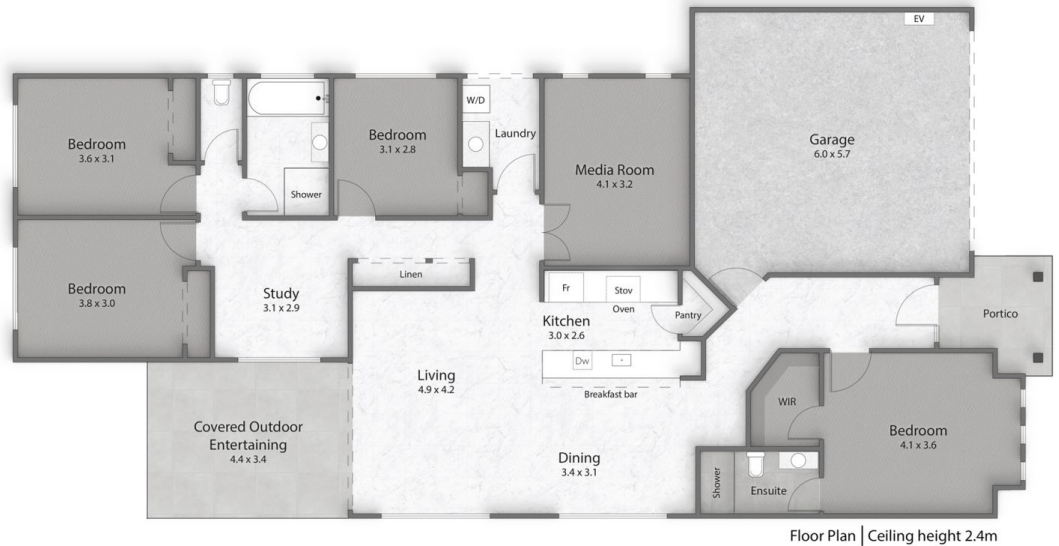 EV
Bedroom
3.6 x 3.1
Shower
Bedroom
3.1 x 2.8
W/D
Laundry
Media Room
4.1 x 3.2
Garage
6.0 x 5.7
Bedroom
3.8 x 3.0
Study
3.1 x 2.9
Linen
Fr
Stov
Oven
Kitchen
3.0 x 2.6
Pantry
Dw
Breakfast bar
Portico
Living
4.9 x 4.2
Covered Outdoor
Entertaining
4.4 x 3.4
Dining
3.4 x 3.1
WIR
Bedroom
4.1 x 3.6
Shower
Ensuite
Floor Plan | Ceiling height 2.4m